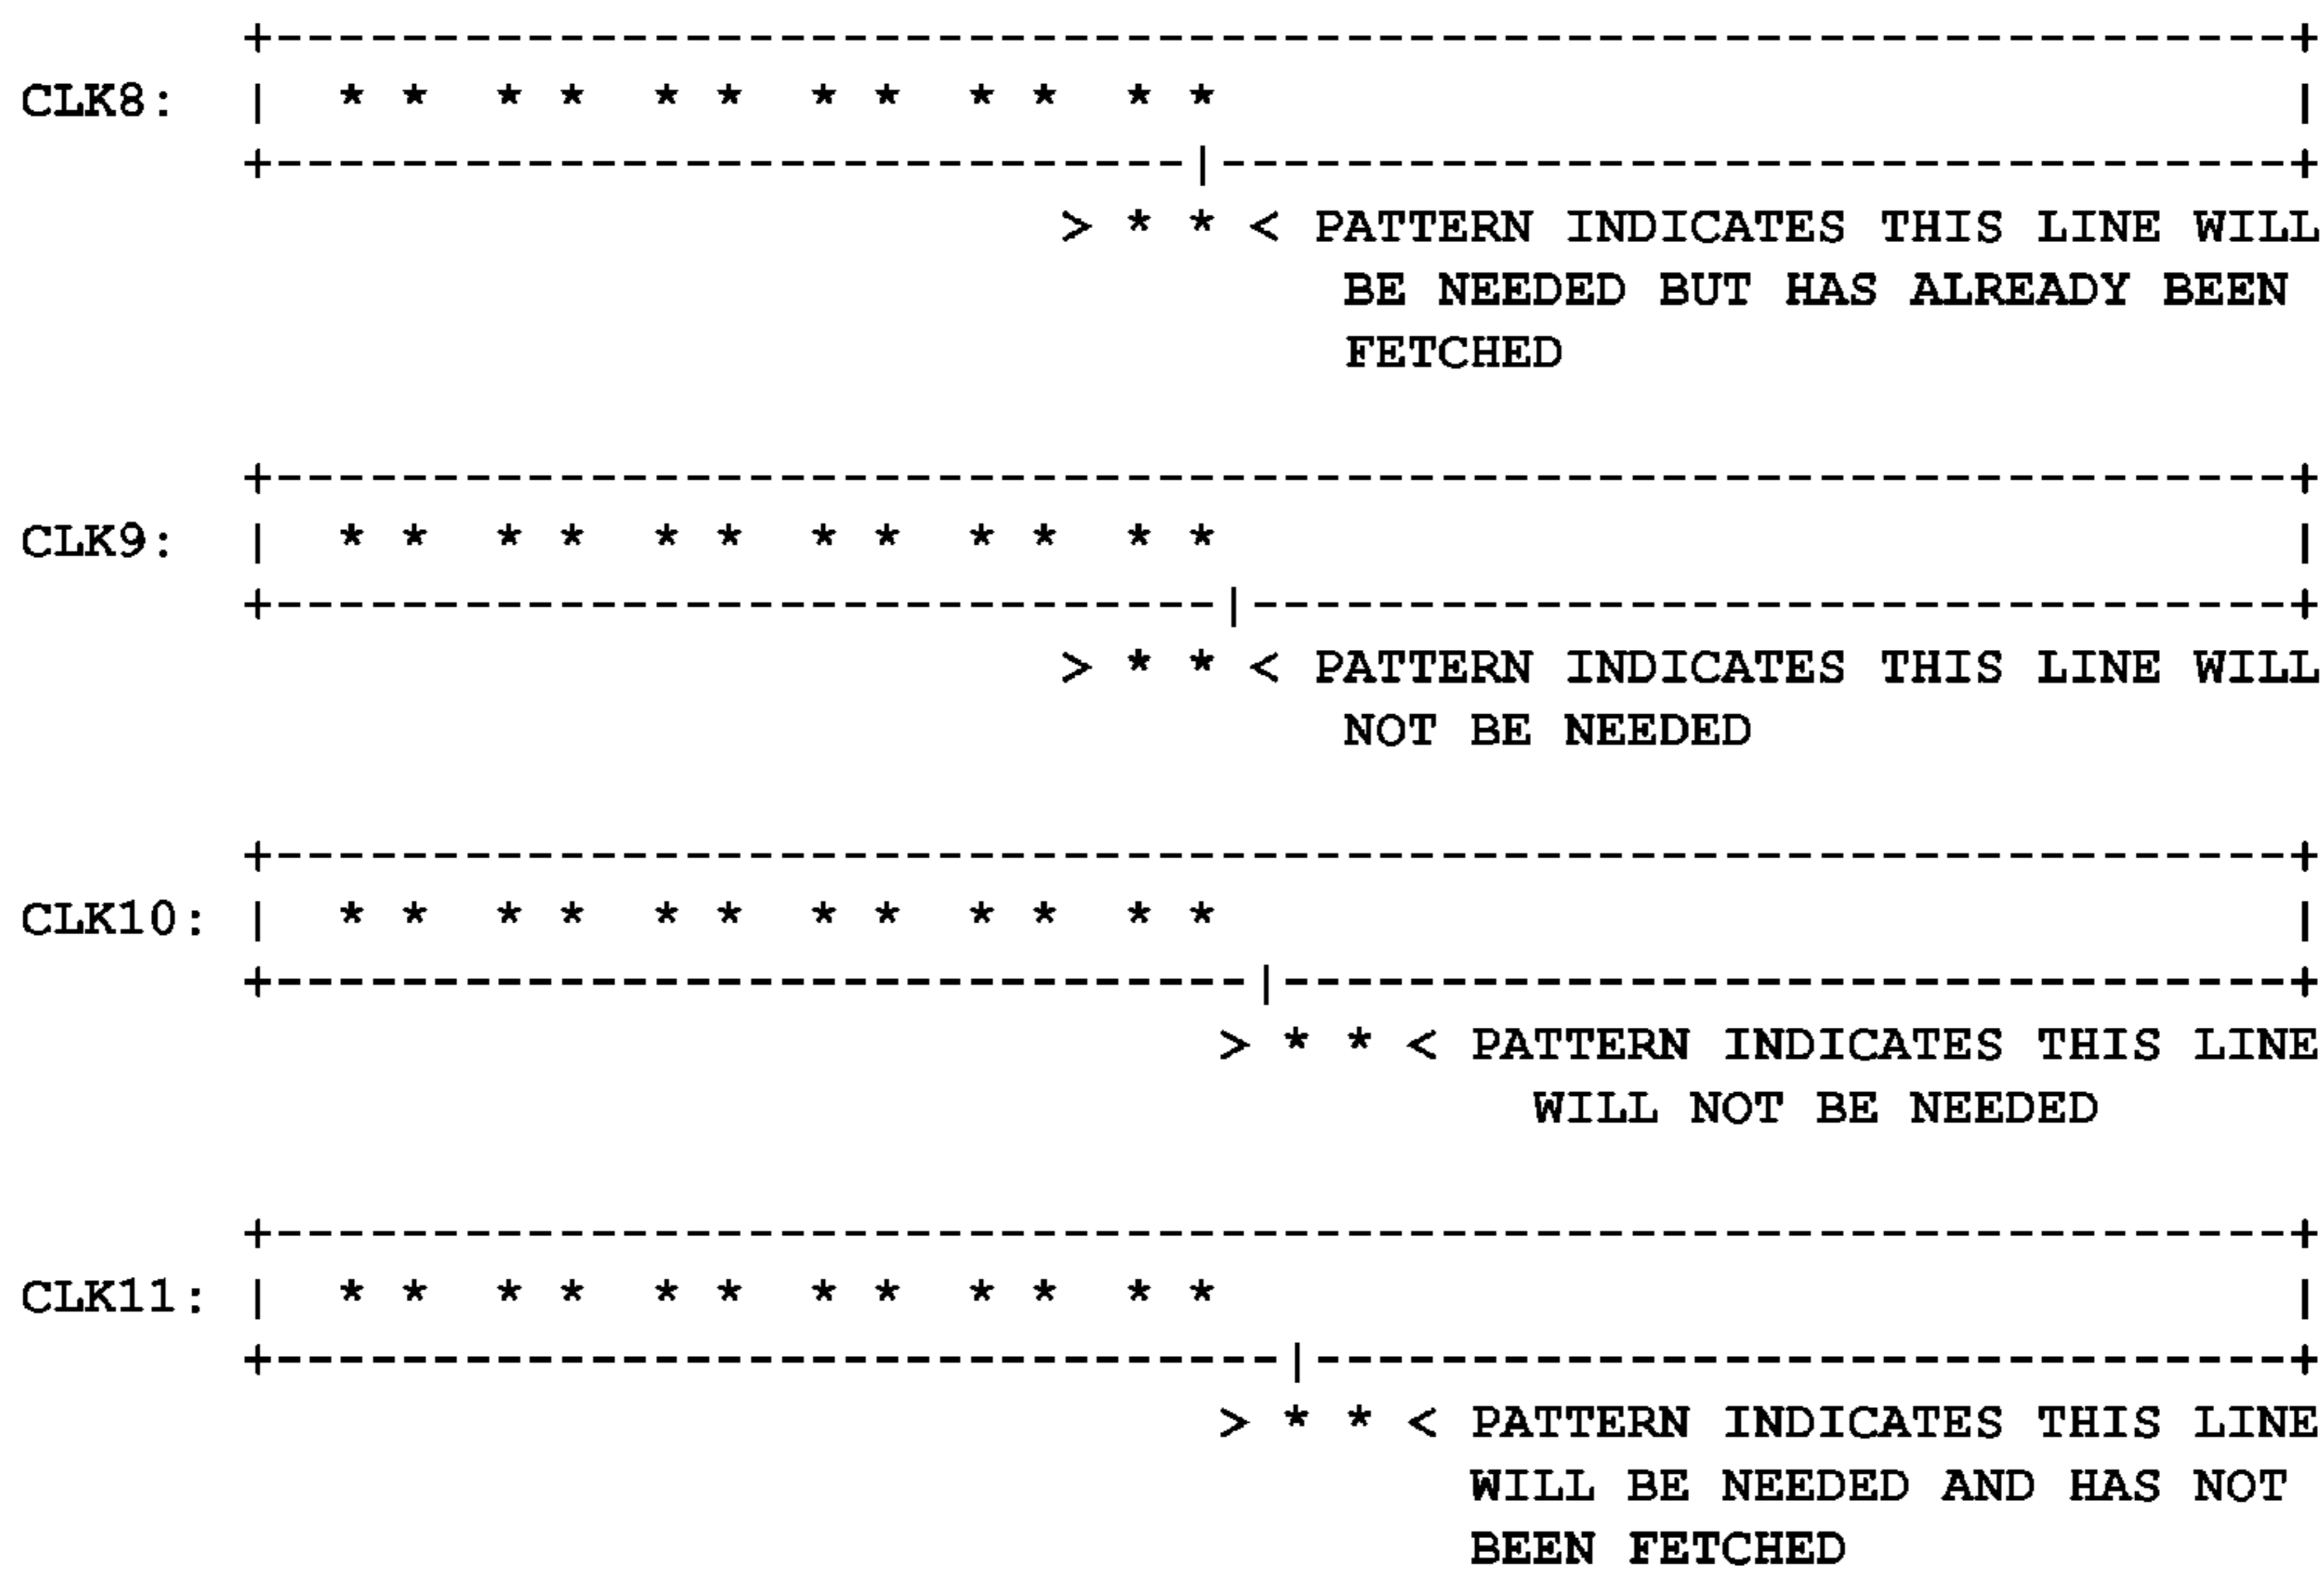 +----------------------------------------------------------------+
CLK8:  |  * *  * *  * *  * *  * *  * *                                  |
+-----------------------------|----------------------------------+
> * * < PATTERN INDICATES THIS LINE WILL
BE NEEDED BUT HAS ALREADY BEEN
FETCHED
+----------------------------------------------------------------+
CLK9:  |  * *  * *  * *  * *  * *  * *                                  |
+------------------------------|---------------------------------+
> * * < PATTERN INDICATES THIS LINE WILL
NOT BE NEEDED
+----------------------------------------------------------------+
CLK10: |  * *  * *  * *  * *  * *  * *                                  |
+-------------------------------|--------------------------------+
> * * < PATTERN INDICATES THIS LINE
WILL NOT BE NEEDED
+----------------------------------------------------------------+
CLK11: |  * *  * *  * *  * *  * *  * *                                  |
+--------------------------------|-------------------------------+
> * * < PATTERN INDICATES THIS LINE
WILL BE NEEDED AND HAS NOT
BEEN FETCHED